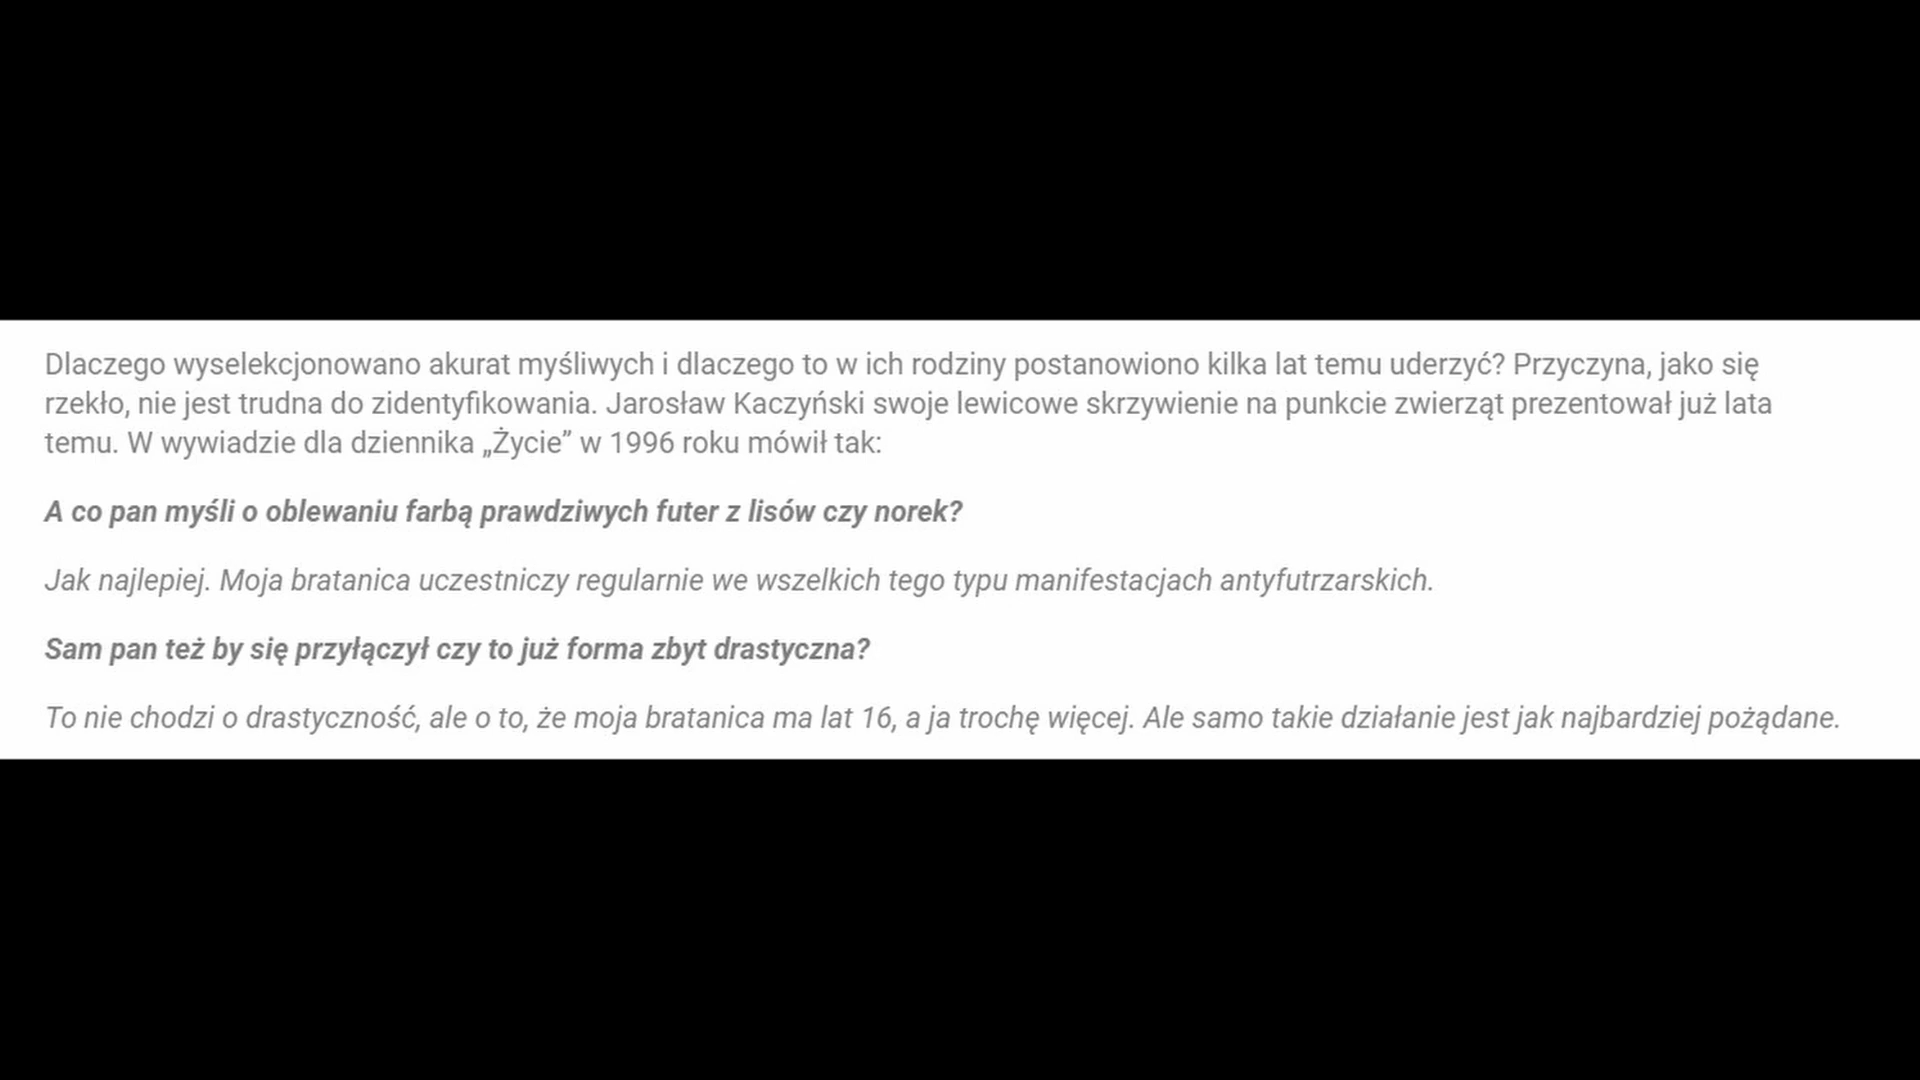 Dlaczego wyselekcjonowano akurat myśliwych i dlaczego to w ich rodziny postanowiono kilka lat temu uderzyć? Przyczyna, jako się
rzekło, nie jest trudna do zidentyfikowania. Jarosław Kaczyński swoje lewicowe skrzywienie na punkcie zwierząt prezentował już lata
temu. W wywiadzie dla dziennika „Życie” w 1996 roku mówił tak:
A co pan myśli o oblewaniu farbą prawdziwych futer z lisów czy norek?
Jak najlepiej. Moja bratanica uczestniczy regularnie we wszelkich tego typu manifestacjach antyfutrzarskich.
Sam pan też by się przyłączył czy to już forma zbyt drastyczna?
To nie chodzi o drastyczność, ale o to, że moja bratanica ma lat 16, a ja trochę więcej. Ale samo takie działanie jest jak najbardziej pożądane.